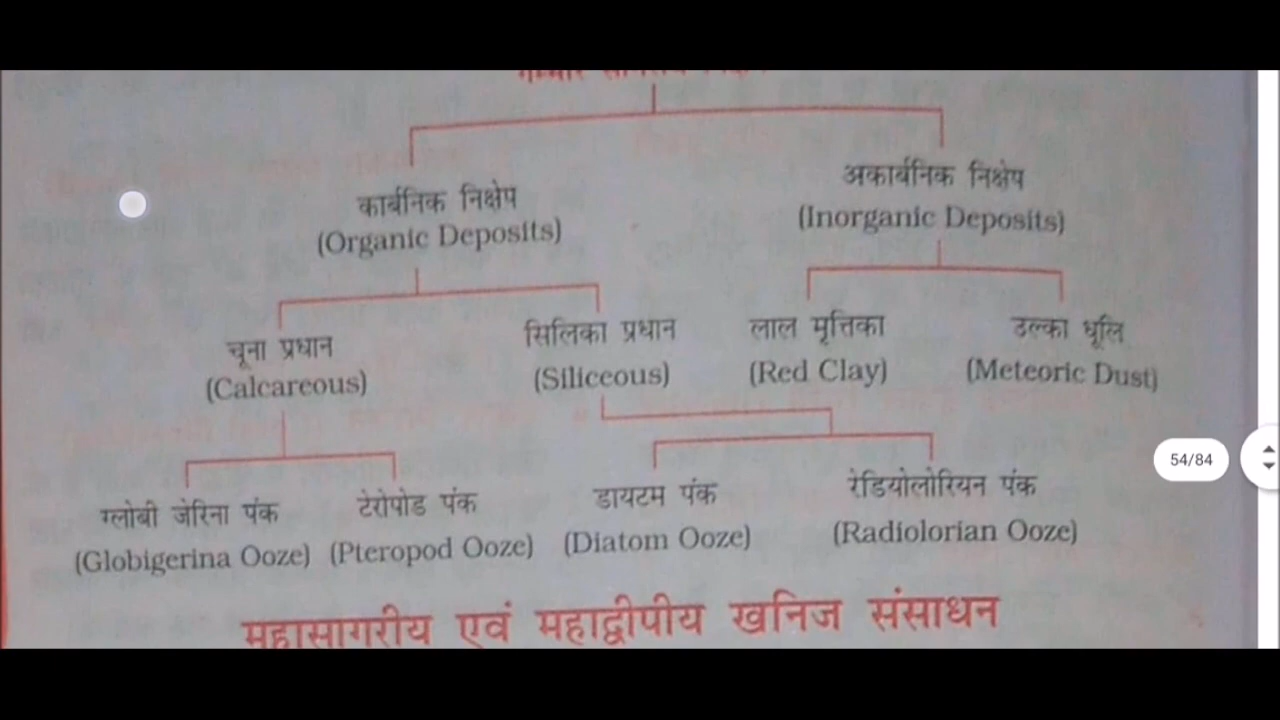 कार्बनिक निक्षेप
(Organic Deposits)
अकार्बनिक निक्षेप
(Inorganic Deposits)
चूना प्रधान
(Calcareous)
सिलिका प्रधान
(Siliceous)
लाल मृत्तिका
(Red Clay)
उल्का धूलि
(Meteoric Dust)
54/84
ग्लोबी जेरिना पंक
(Globigerina Ooze)
टेरोपोड पंक
(Pteropod Ooze)
डायटम पंक
(Diatom Ooze)
रेडियोलोरियन पंक
(Radiolorian Ooze)
महासागरीय एवं महाद्वीपीय खनिज संसाधन